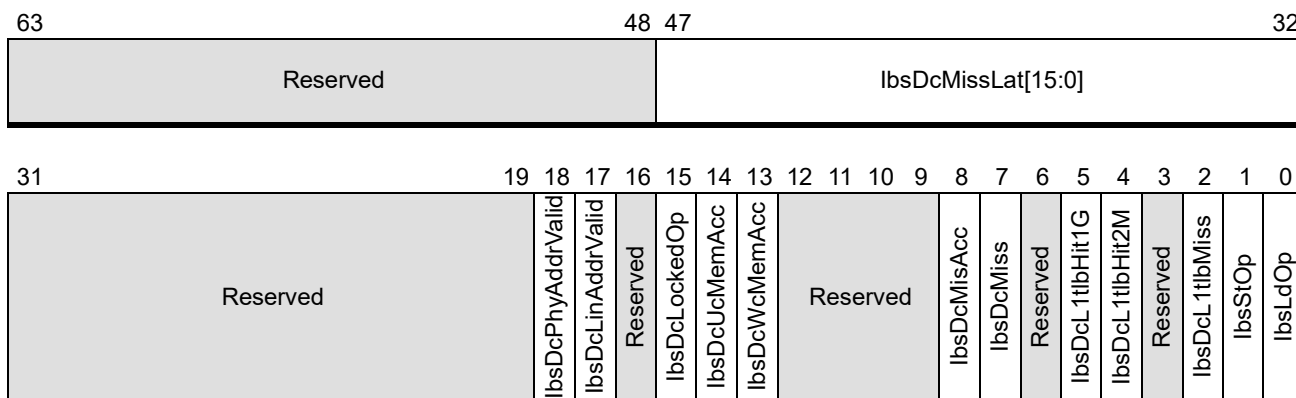 63 48 47 32
Reserved IbsDcMissLat[15:0]
31 19 18 17 16 15 14 13 12 11 10 9 8 7 6 5 4 3 2 1 0
Reserved IbsDcPhyAddrValid IbsDcLinAddrValid Reserved IbsDcLockedOp IbsDcUcMemAcc IbsDcWcMemAcc Reserved IbsDcMisAcc IbsDcMiss Reserved IbsDcL1tlbHit1G IbsDcL1tlbHit2M Reserved IbsDcL1tlbMiss IbsStOp IbsLdOp